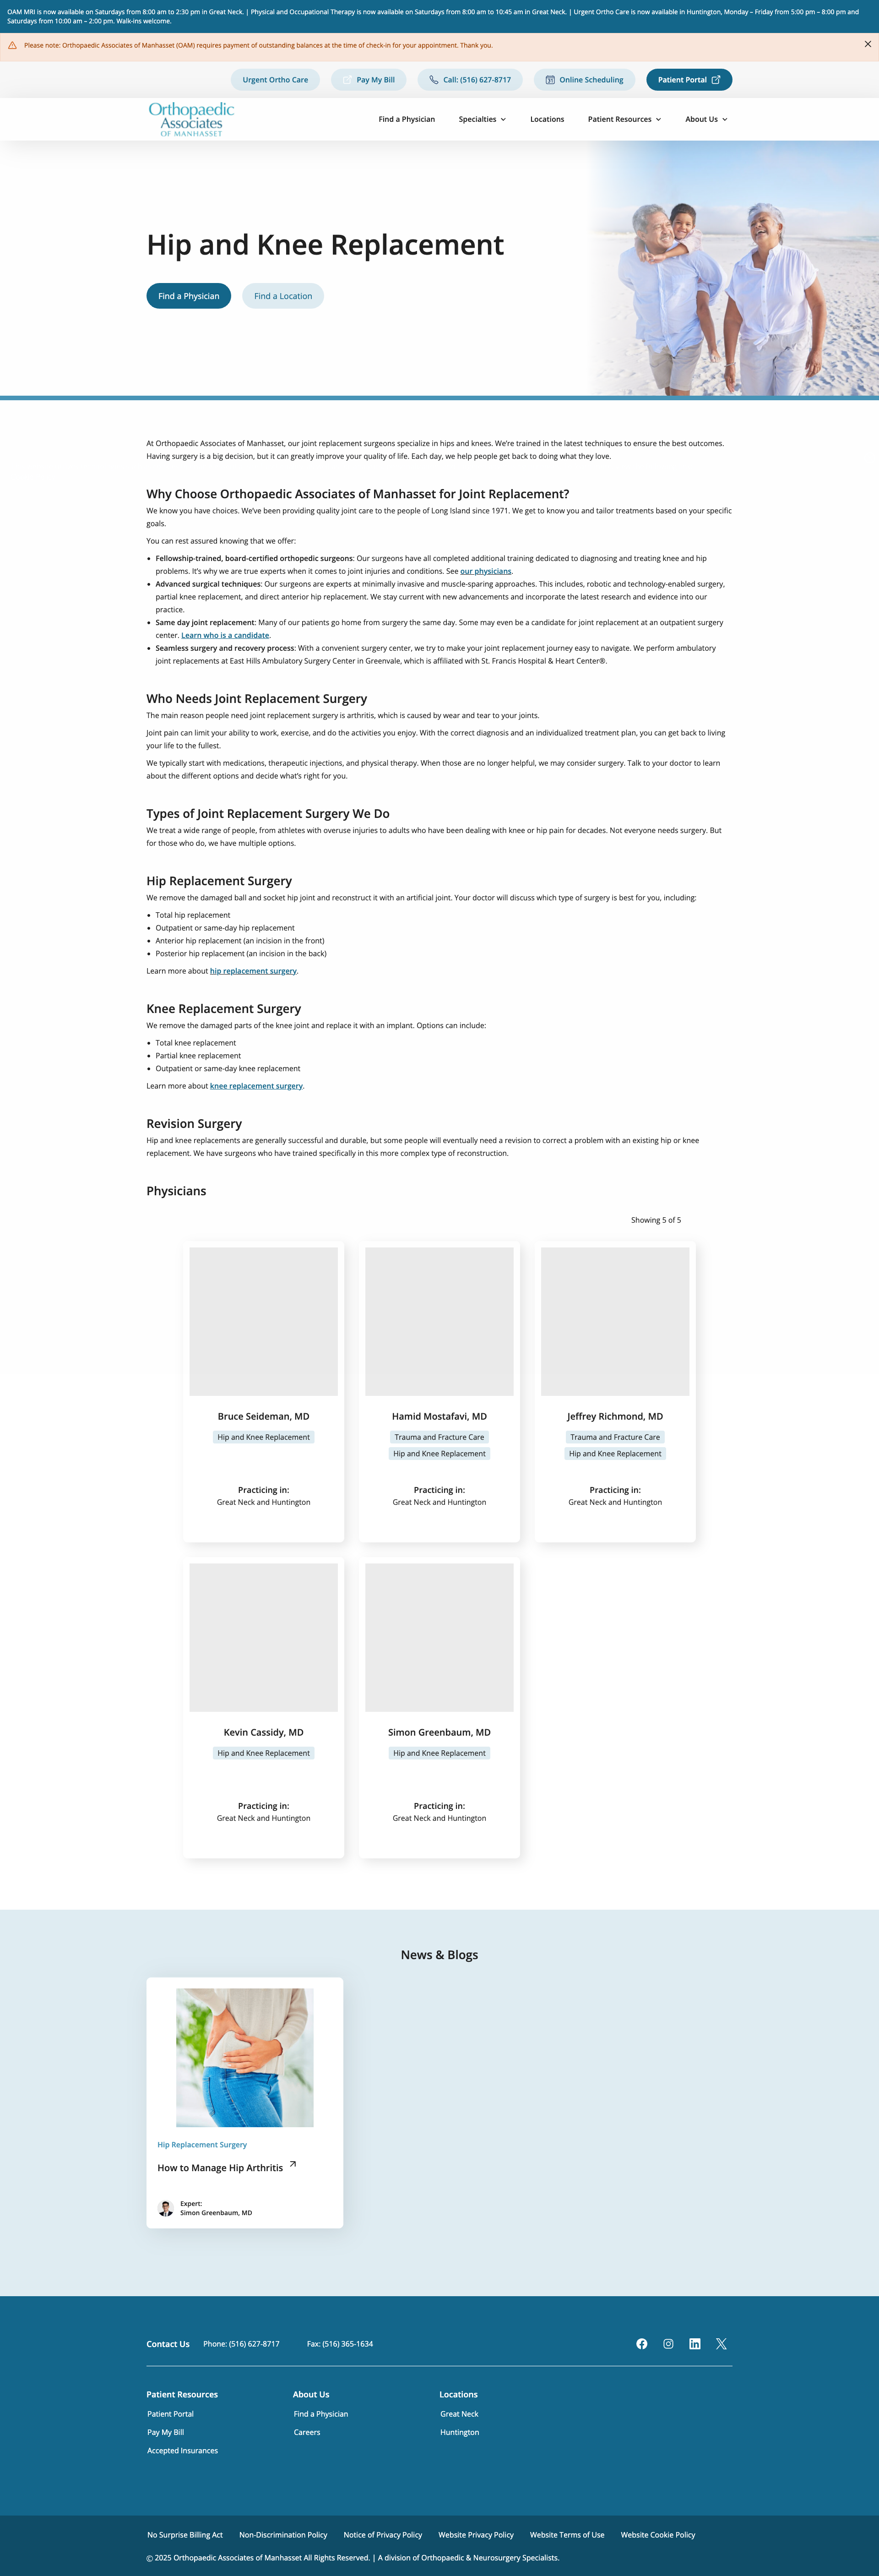 OAM MRI is now available on Saturdays from 8:00 am to 2:30 pm in Great Neck. | Physical and Occupational Therapy is now available on Saturdays from 8:00 am to 10:45 am in Great Neck. | Urgent Ortho Care is now available in Huntington, Monday – Friday from 5:00 pm – 8:00 pm and
Saturdays from 10:00 am – 2:00 pm. Walk-ins welcome.
Please note: Orthopaedic Associates of Manhasset (OAM) requires payment of outstanding balances at the time of check-in for your appointment. Thank you.
Urgent Ortho Care
Pay My Bill
Call: (516) 627-8717
Online Scheduling
Patient Portal
Orthopaedic
Associates
OF MANHASSET
Find a Physician
Specialties
Locations
Patient Resources
About Us
Hip and Knee Replacement
Find a Physician
Find a Location
At Orthopaedic Associates of Manhasset, our joint replacement surgeons specialize in hips and knees. We're trained in the latest techniques to ensure the best outcomes.
Having surgery is a big decision, but it can greatly improve your quality of life. Each day, we help people get back to doing what they love.
Why Choose Orthopaedic Associates of Manhasset for Joint Replacement?
We know you have choices. We've been providing quality joint care to the people of Long Island since 1971. We get to know you and tailor treatments based on your specific
goals.
You can rest assured knowing that we offer:
• Fellowship-trained, board-certified orthopedic surgeons: Our surgeons have all completed additional training dedicated to diagnosing and treating knee and hip
problems. It's why we are true experts when it comes to joint injuries and conditions. See our physicians.
• Advanced surgical techniques: Our surgeons are experts at minimally invasive and muscle-sparing approaches. This includes, robotic and technology-enabled surgery,
partial knee replacement, and direct anterior hip replacement. We stay current with new advancements and incorporate the latest research and evidence into our
practice.
• Same day joint replacement: Many of our patients go home from surgery the same day. Some may even be a candidate for joint replacement at an outpatient surgery
center. Learn who is a candidate.
• Seamless surgery and recovery process: With a convenient surgery center, we try to make your joint replacement journey easy to navigate. We perform ambulatory
joint replacements at East Hills Ambulatory Surgery Center in Greenvale, which is affiliated with St. Francis Hospital & Heart Center®.
Who Needs Joint Replacement Surgery
The main reason people need joint replacement surgery is arthritis, which is caused by wear and tear to your joints.
Joint pain can limit your ability to work, exercise, and do the activities you enjoy. With the correct diagnosis and an individualized treatment plan, you can get back to living
your life to the fullest.
We typically start with medications, therapeutic injections, and physical therapy. When those are no longer helpful, we may consider surgery. Talk to your doctor to learn
about the different options and decide what's right for you.
Types of Joint Replacement Surgery We Do
We treat a wide range of people, from athletes with overuse injuries to adults who have been dealing with knee or hip pain for decades. Not everyone needs surgery. But
for those who do, we have multiple options.
Hip Replacement Surgery
We remove the damaged ball and socket hip joint and reconstruct it with an artificial joint. Your doctor will discuss which type of surgery is best for you, including:
• Total hip replacement
• Outpatient or same-day hip replacement
• Anterior hip replacement (an incision in the front)
• Posterior hip replacement (an incision in the back)
Learn more about hip replacement surgery.
Knee Replacement Surgery
We remove the damaged parts of the knee joint and replace it with an implant. Options can include:
• Total knee replacement
• Partial knee replacement
• Outpatient or same-day knee replacement
Learn more about knee replacement surgery.
Revision Surgery
Hip and knee replacements are generally successful and durable, but some people will eventually need a revision to correct a problem with an existing hip or knee
replacement. We have surgeons who have trained specifically in this more complex type of reconstruction.
Physicians
Showing 5 of 5
Bruce Seideman, MD
Hip and Knee Replacement
Practicing in:
Great Neck and Huntington
Hamid Mostafavi, MD
Trauma and Fracture Care
Hip and Knee Replacement
Practicing in:
Great Neck and Huntington
Jeffrey Richmond, MD
Trauma and Fracture Care
Hip and Knee Replacement
Practicing in:
Great Neck and Huntington
Kevin Cassidy, MD
Hip and Knee Replacement
Practicing in:
Great Neck and Huntington
Simon Greenbaum, MD
Hip and Knee Replacement
Practicing in:
Great Neck and Huntington
News & Blogs
Hip Replacement Surgery
How to Manage Hip Arthritis
Expert:
Simon Greenbaum, MD
Contact Us
Phone: (516) 627-8717
Fax: (516) 365-1634
Patient Resources
Patient Portal
Pay My Bill
Accepted Insurances
About Us
Find a Physician
Careers
Locations
Great Neck
Huntington
No Surprise Billing Act
Non-Discrimination Policy
Notice of Privacy Policy
Website Privacy Policy
Website Terms of Use
Website Cookie Policy
© 2025 Orthopaedic Associates of Manhasset All Rights Reserved. | A division of Orthopaedic & Neurosurgery Specialists.